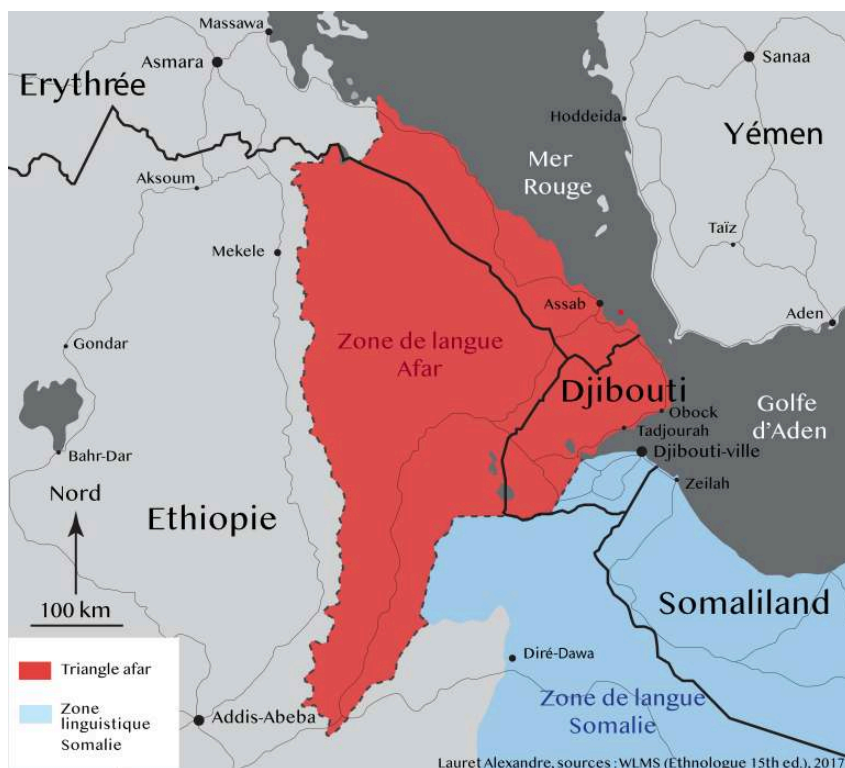 Massawa
Asmara
Erythrée
Sanaa
Hoddeida
Yémen
Mer
Rouge
Aksoum
Taïz
Mekele
Assab
Aden
Zone de langue
Afar
Gondar
Djibouti
Golfe
d'Aden
Obock
Tadjourah
Djibouti-ville
Bahr-Dar
Zeilah
Nord
Ethiopie
100 km
Somaliland
Triangle afar
Diré-Dawa
Zone
linguistique
Somalie
Addis-Abeba
Zone de langue
Somalie
Lauret Alexandre, sources : WLMS (Ethnologue 15th ed.), 2017